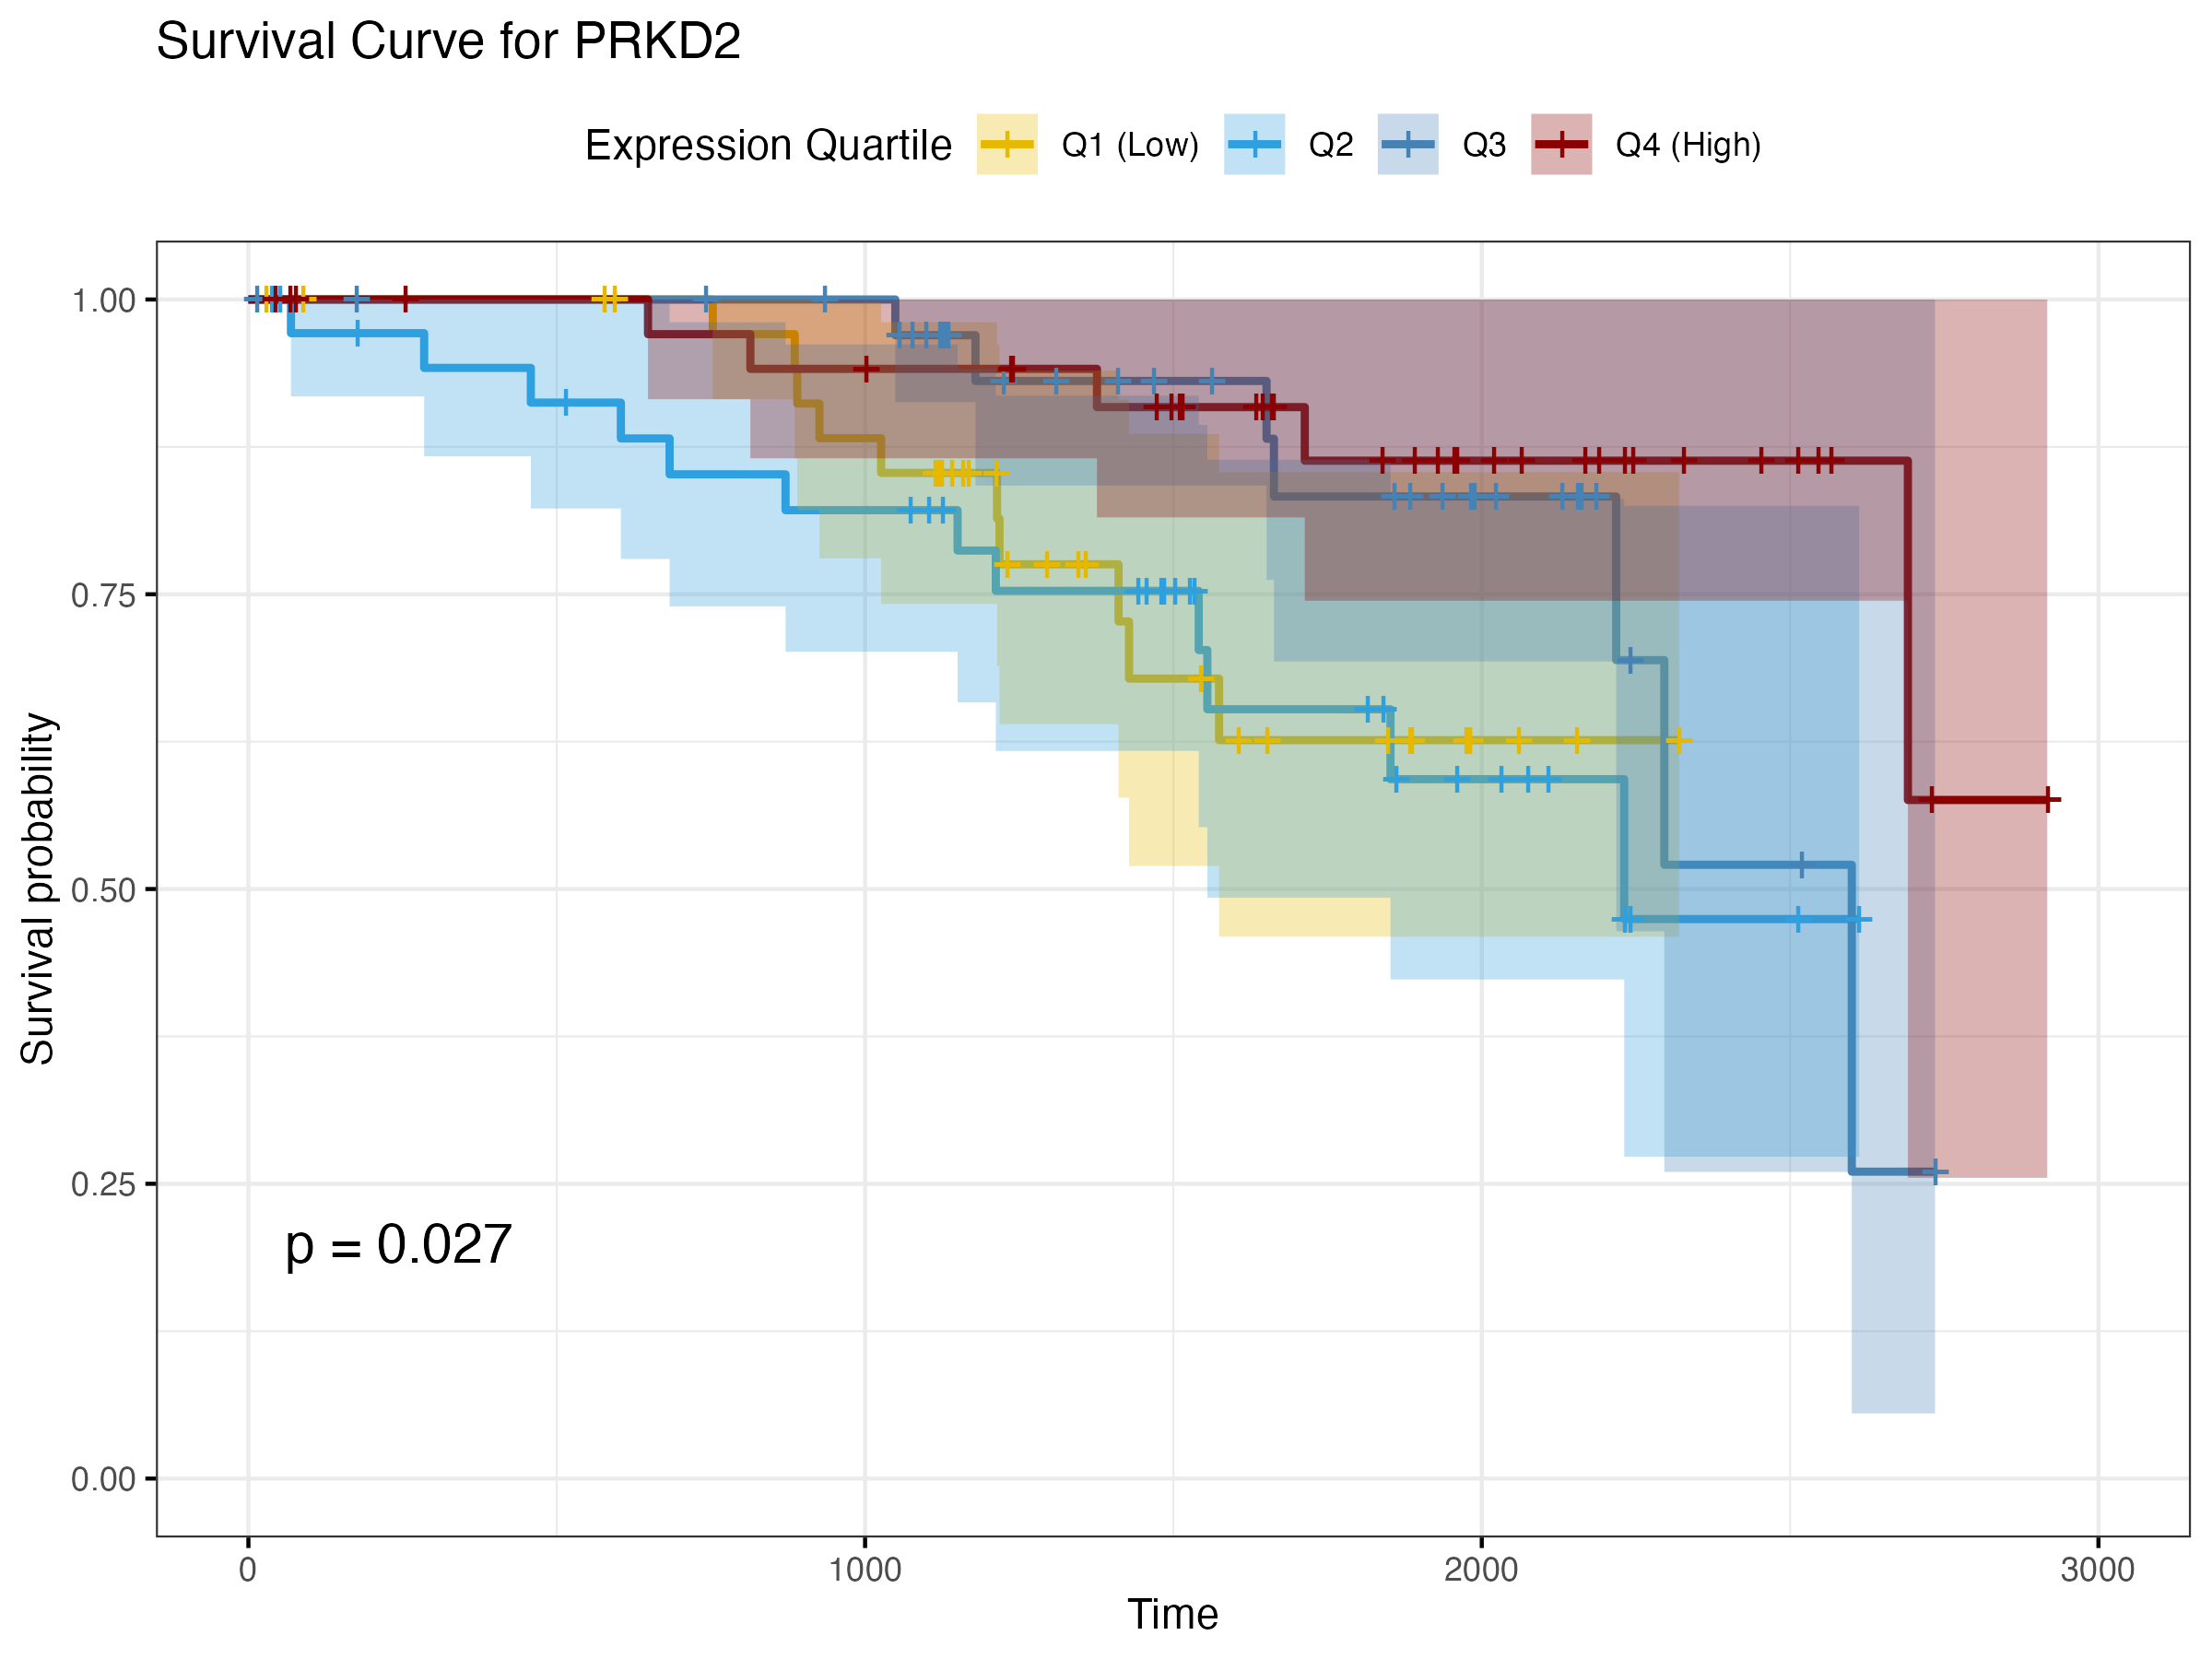 Survival Curve for PRKD2
Expression Quartile Q1 (Low) Q2 Q3 Q4 (High)
Survival probability
1.00
0.75
0.50
0.25
0.00
p = 0.027
0 1000 2000 3000
Time